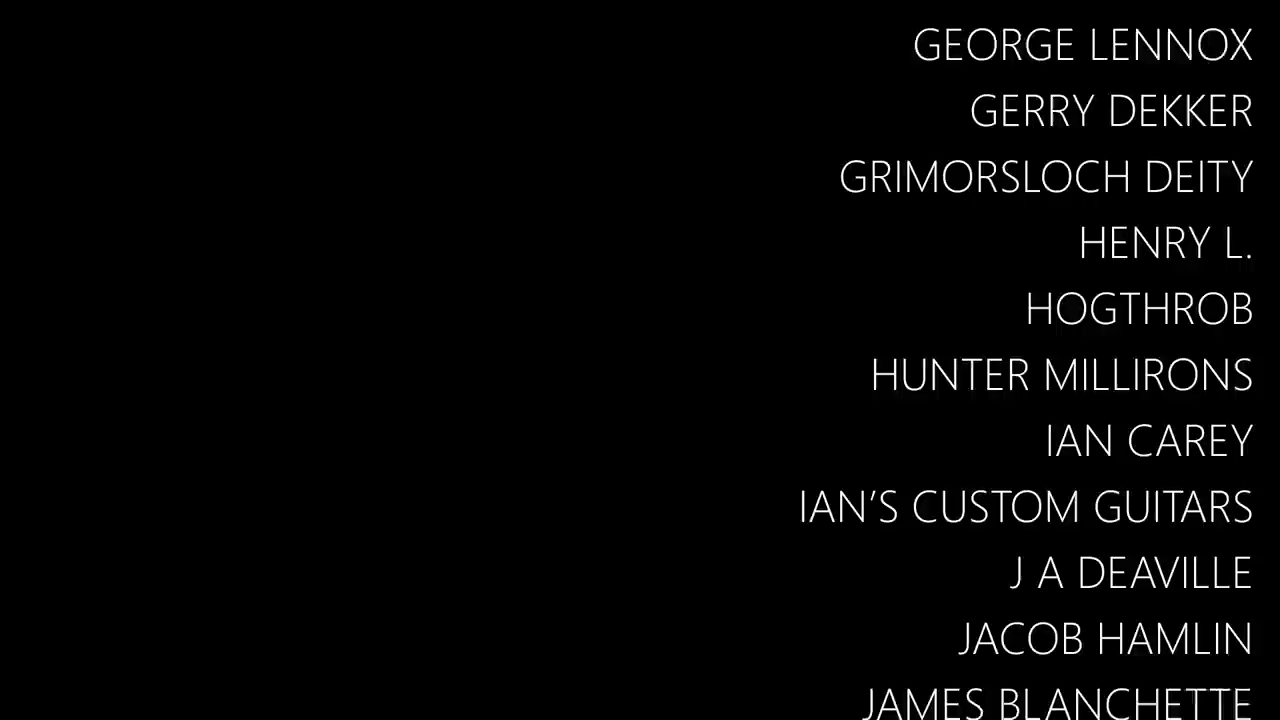 GEORGE LENNOX
GERRY DEKKER
GRIMORSLOCH DEITY
HENRY L.
HOGTHROB
HUNTER MILLIRONS
IAN CAREY
IAN’S CUSTOM GUITARS
J A DEAVILLE
JACOB HAMLIN
JAMES BLANCHETTE